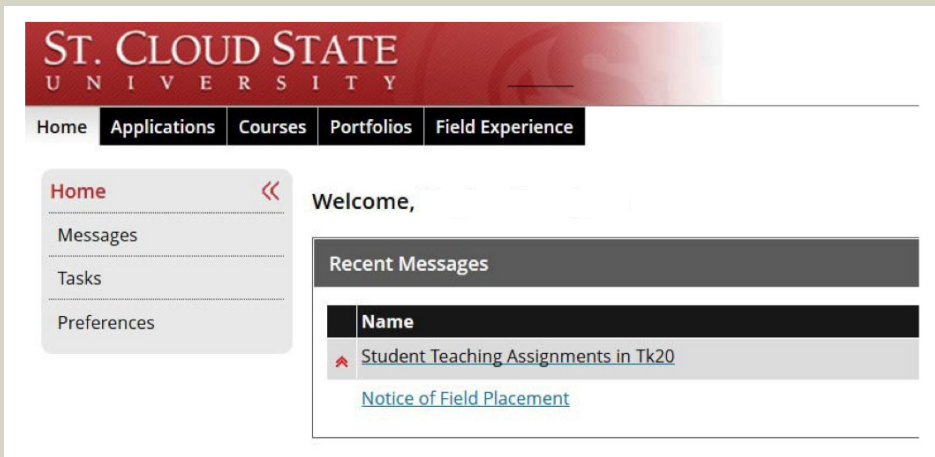 ST. CLOUD STATE
UNIVERSITY
Home Applications Courses Portfolios Field Experience
Home
Messages
Tasks
Preferences
Welcome,
Recent Messages
Name
Student Teaching Assignments in Tk20
Notice of Field Placement